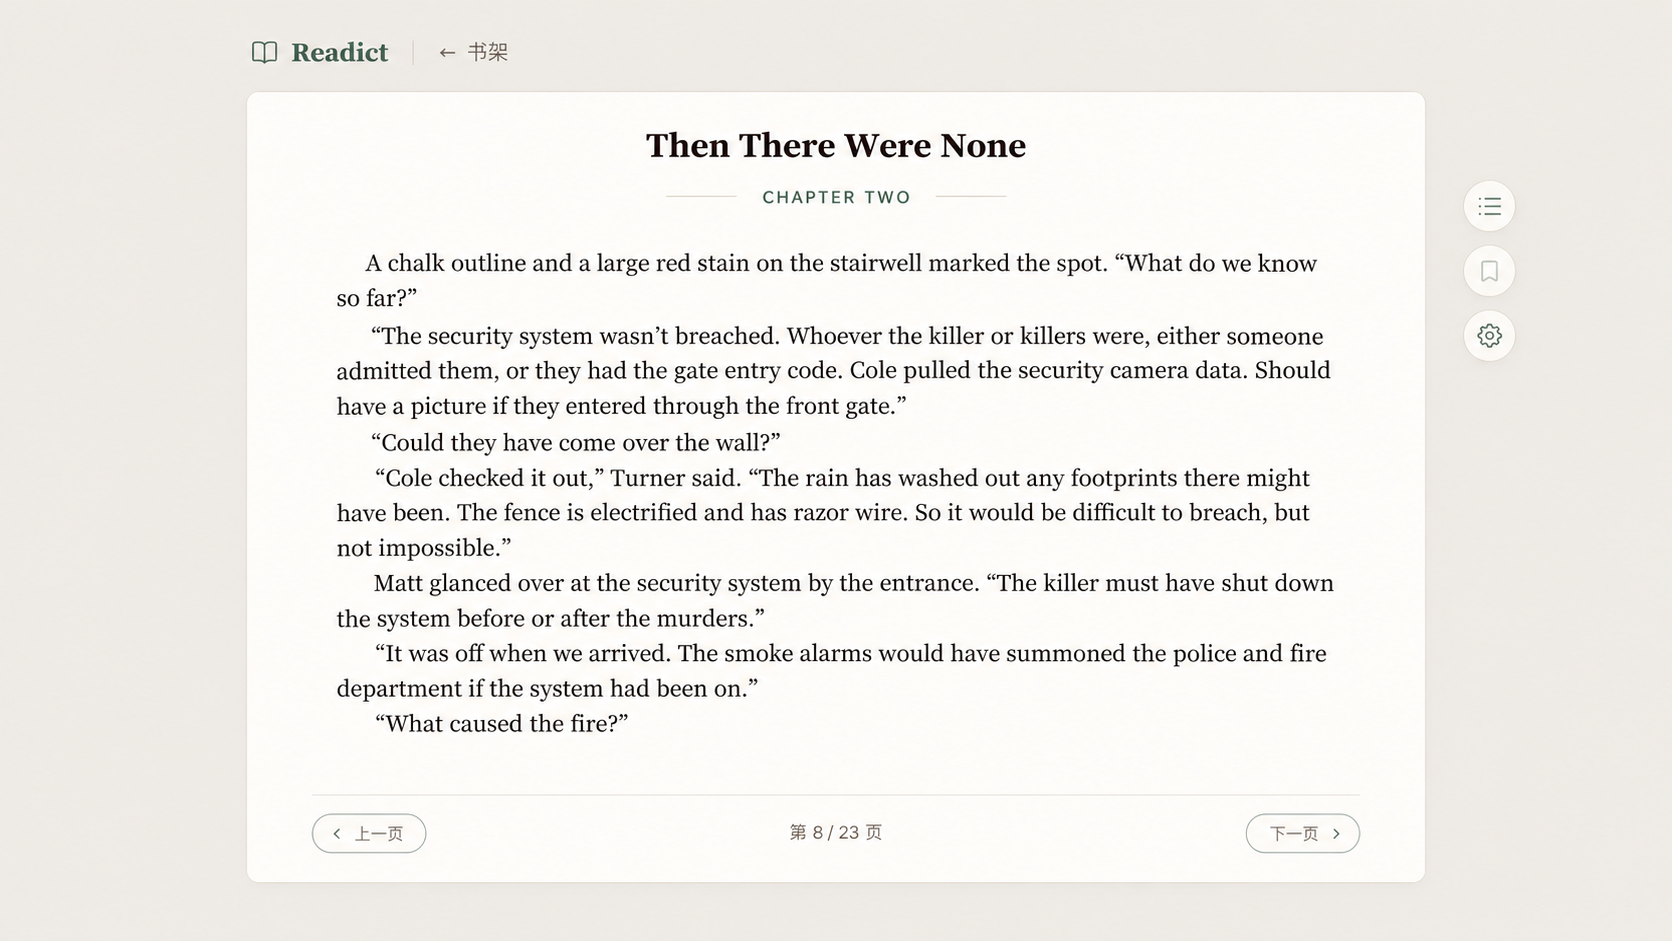 Readict
← 书架
Then There Were None
CHAPTER TWO
A chalk outline and a large red stain on the stairwell marked the spot. “What do we know
so far?”
“The security system wasn’t breached. Whoever the killer or killers were, either someone
admitted them, or they had the gate entry code. Cole pulled the security camera data. Should
have a picture if they entered through the front gate.”
“Could they have come over the wall?”
“Cole checked it out,” Turner said. “The rain has washed out any footprints there might
have been. The fence is electrified and has razor wire. So it would be difficult to breach, but
not impossible.”
Matt glanced over at the security system by the entrance. “The killer must have shut down
the system before or after the murders.”
“It was off when we arrived. The smoke alarms would have summoned the police and fire
department if the system had been on.”
“What caused the fire?”
上一页
第 8 / 23 页
下一页